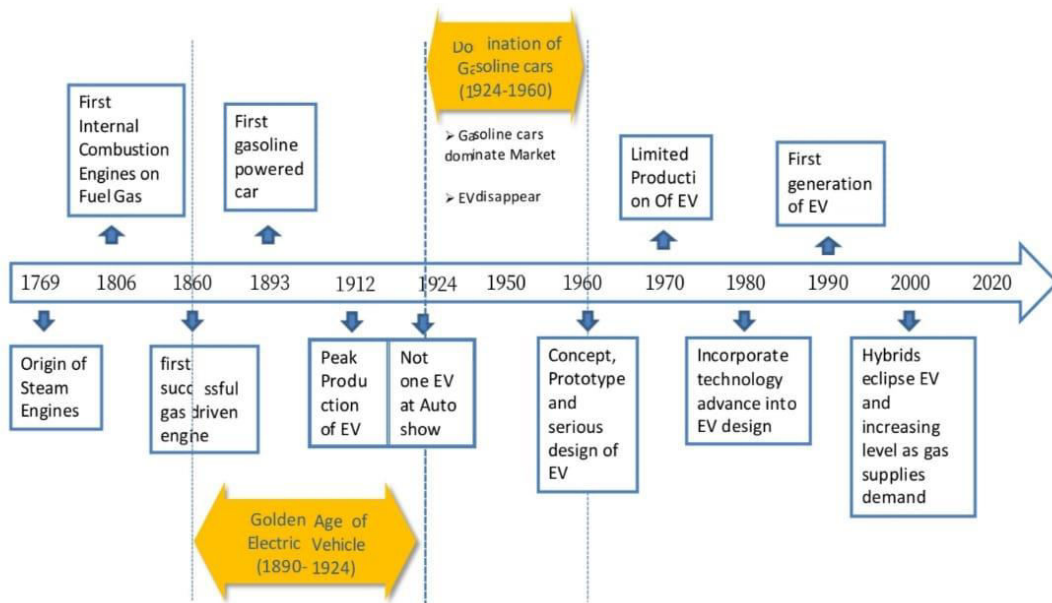 Do ination of
Gasoline cars
(1924-1960)
First
Internal
Combustion
Engines on
Fuel Gas
First
gasoline
powered
car
➢ Gasoline cars
dominate Market
➢ EV disappear
Limited
Producti
on Of EV
First
generation
of EV
1769 1806 1860 1893 1912 1924 1950 1960 1970 1980 1990 2000 2020
Origin of
Steam
Engines
first
succ ssful
gas driven
engine
Peak
Produ
ction
of EV
Not
one EV
at Auto
show
Concept,
Prototype
and
serious
design of
EV
Incorporate
technology
advance into
EV design
Hybrids
eclipse EV
and
increasing
level as gas
supplies
demand
Golden Age of
Electric Vehicle
(1890- 1924)